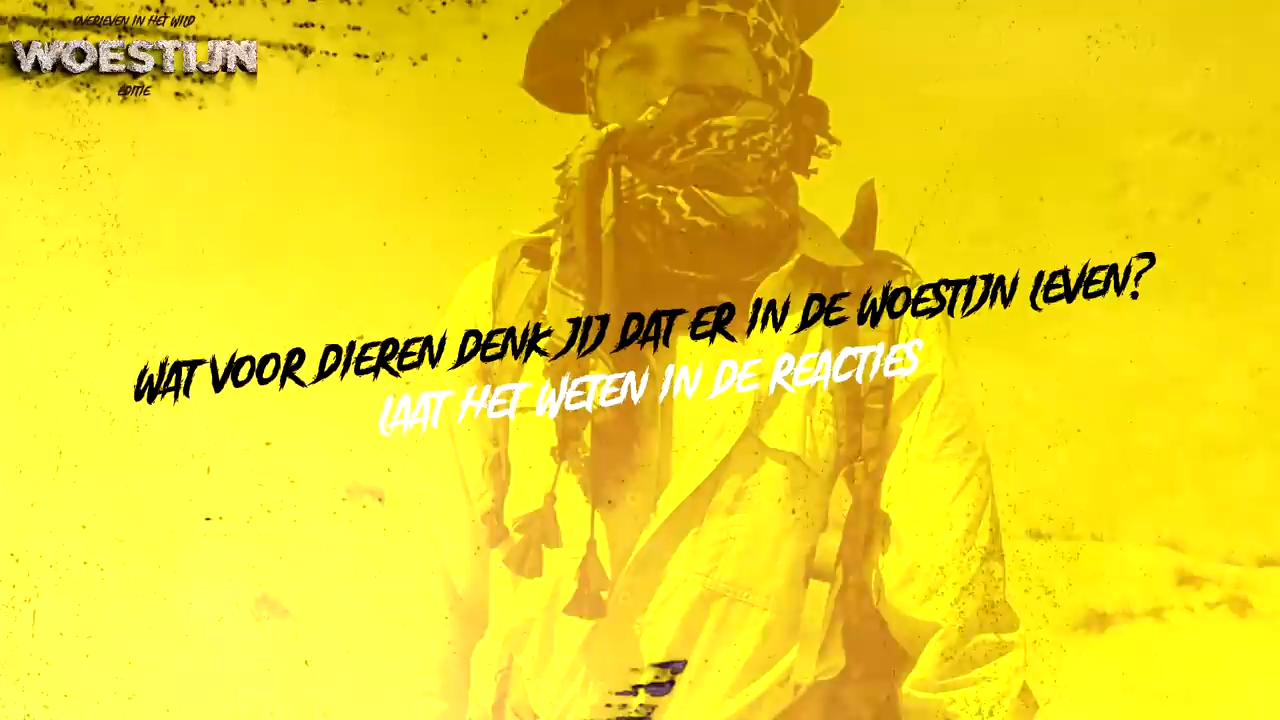 OVERLEVEN IN HET WILD
WOESTIJN
EDITIE
WAT VOOR DIEREN DENK JIJ DAT ER IN DE WOESTIJN LEVEN?
LAAT HET WETEN IN DE REACTIES